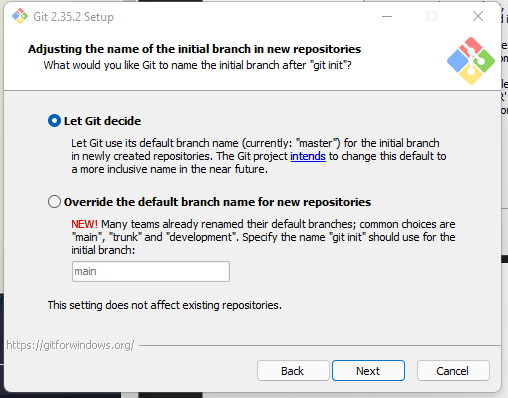 Git 2.35.2 Setup
Adjusting the name of the initial branch in new repositories
What would you like Git to name the initial branch after "git init"?
Let Git decide
Let Git use its default branch name (currently: "master") for the initial branch
in newly created repositories. The Git project intends to change this default to
a more inclusive name in the near future.
Override the default branch name for new repositories
NEW! Many teams already renamed their default branches; common choices are
"main", "trunk" and "development". Specify the name "git init" should use for the
initial branch:
main
This setting does not affect existing repositories.
https://gitforwindows.org/
Back
Next
Cancel